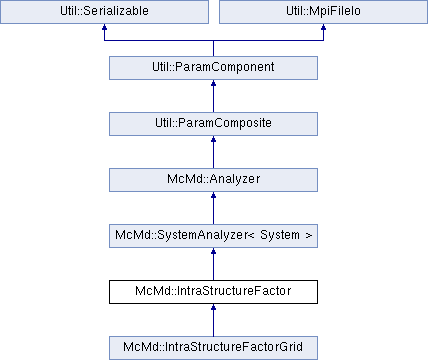 Util::Serializable
Util::MpiFileIo
Util::ParamComponent
Util::ParamComposite
McMd::Analyzer
McMd::SystemAnalyzer< System >
McMd::IntraStructureFactor
McMd::IntraStructureFactorGrid